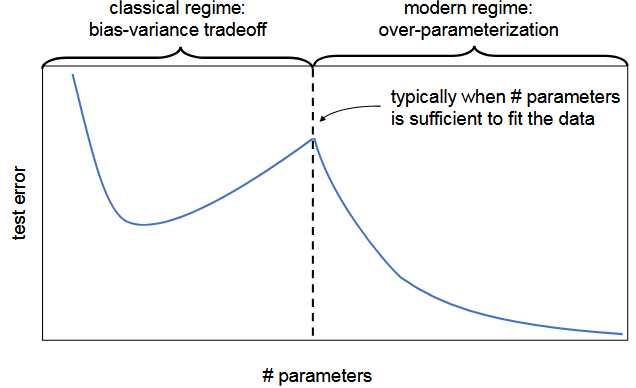 classical regime:
bias-variance tradeoff
modern regime:
over-parameterization
typically when # parameters
is sufficient to fit the data
test error
# parameters